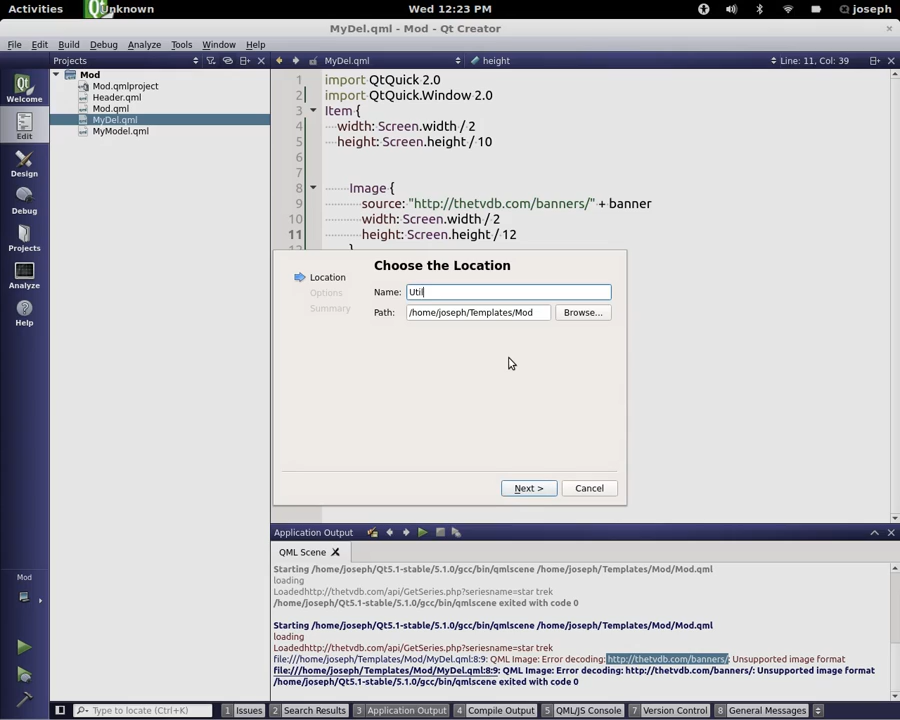 Activities
Unknown
Wed 12:23 PM
joseph
MyDel.qml - Mod - Qt Creator
File Edit Build Debug Analyze Tools Window Help
Projects
MyDel.qml
height
Line: 11, Col: 39
Welcome
Edit
Design
Debug
Projects
Analyze
Help
Mod
Mod
Mod.qmlproject
Header.qml
Mod.qml
MyDel.qml
MyModel.qml
1 import QtQuick 2.0
2 import QtQuick.Window 2.0
3 Item {
4 width: Screen.width / 2
5 height: Screen.height / 10
6
7
8 Image {
9 source: "http://thetvdb.com/banners/" + banner
10 width: Screen.width / 2
11 height: Screen.height / 12
}
Choose the Location
Location
Options
Summary
Name: Util
Path: /home/joseph/Templates/Mod Browse...
Next > Cancel
Application Output
QML Scene
Starting /home/joseph/Qt5.1-stable/5.1.0/gcc/bin/qmlscene /home/joseph/Templates/Mod/Mod.qml
loading
Loadedhttp://thetvdb.com/api/GetSeries.php?seriesname=star trek
/home/joseph/Qt5.1-stable/5.1.0/gcc/bin/qmlscene exited with code 0
Starting /home/joseph/Qt5.1-stable/5.1.0/gcc/bin/qmlscene /home/joseph/Templates/Mod/Mod.qml
loading
Loadedhttp://thetvdb.com/api/GetSeries.php?seriesname=star trek
file:///home/joseph/Templates/Mod/MyDel.qml:8:9: QML Image: Error decoding: http://thetvdb.com/banners/: Unsupported image format
file:///home/joseph/Templates/Mod/MyDel.qml:8:9: QML Image: Error decoding: http://thetvdb.com/banners/: Unsupported image format
/home/joseph/Qt5.1-stable/5.1.0/gcc/bin/qmlscene exited with code 0
Type to locate (Ctrl+K)
1 Issues
2 Search Results
3 Application Output
4 Compile Output
5 QML/JS Console
7 Version Control
8 General Messages